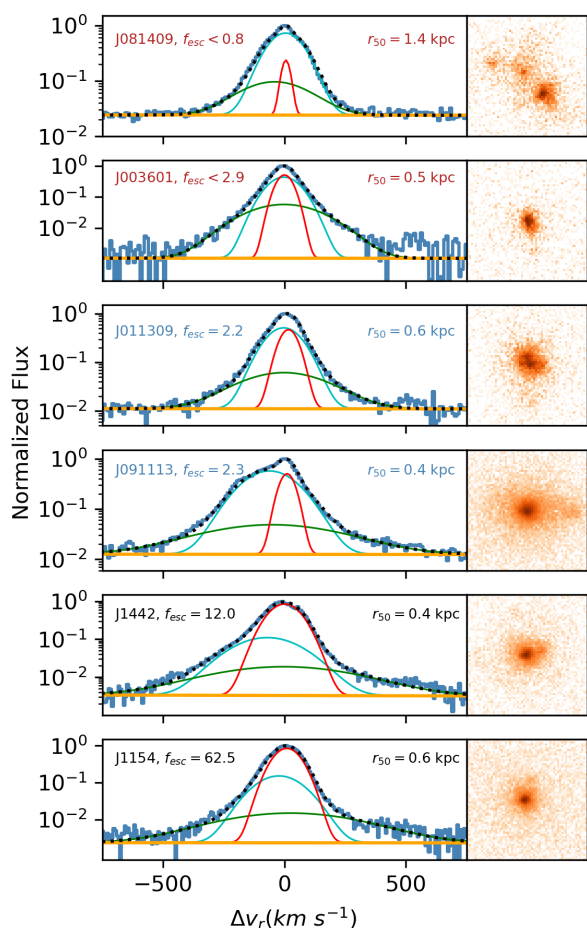 J081409, f_esc < 0.8 r_50 = 1.4 kpc
10^0
10^−1
10^−2
J003601, f_esc < 2.9 r_50 = 0.5 kpc
10^0
10^−1
10^−2
J011309, f_esc = 2.2 r_50 = 0.6 kpc
10^0
10^−1
10^−2
J091113, f_esc = 2.3 r_50 = 0.4 kpc
10^0
10^−1
10^−2
J1442, f_esc = 12.0 r_50 = 0.4 kpc
10^0
10^−1
10^−2
J1154, f_esc = 62.5 r_50 = 0.6 kpc
10^0
10^−1
10^−2
Normalized Flux
−500 0 500
Δv_r(km s^−1)